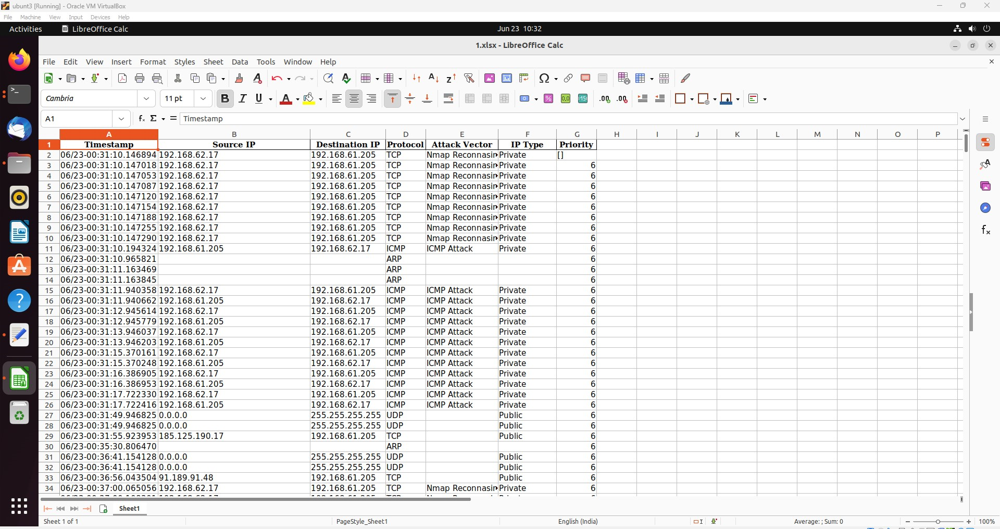 ubunt3 [Running] - Oracle VM VirtualBox
File Machine View Input Devices Help
Activities LibreOffice Calc Jun 23 10:32
1.xlsx - LibreOffice Calc
File Edit View Insert Format Styles Sheet Data Tools Window Help
Cambria 11 pt
A1 Timestamp
A B C D E F G H I J K L M N O P
1 Timestamp Source IP Destination IP Protocol Attack Vector IP Type Priority
2 06/23-00:31:10.146894 192.168.62.17 192.168.61.205 TCP Nmap Reconnasin Private []
3 06/23-00:31:10.147018 192.168.62.17 192.168.61.205 TCP Nmap Reconnasin Private 6
4 06/23-00:31:10.147053 192.168.62.17 192.168.61.205 TCP Nmap Reconnasin Private 6
5 06/23-00:31:10.147087 192.168.62.17 192.168.61.205 TCP Nmap Reconnasin Private 6
6 06/23-00:31:10.147120 192.168.62.17 192.168.61.205 TCP Nmap Reconnasin Private 6
7 06/23-00:31:10.147154 192.168.62.17 192.168.61.205 TCP Nmap Reconnasin Private 6
8 06/23-00:31:10.147188 192.168.62.17 192.168.61.205 TCP Nmap Reconnasin Private 6
9 06/23-00:31:10.147255 192.168.62.17 192.168.61.205 TCP Nmap Reconnasin Private 6
10 06/23-00:31:10.147290 192.168.62.17 192.168.61.205 TCP Nmap Reconnasin Private 6
11 06/23-00:31:10.194324 192.168.61.205 192.168.62.17 ICMP ICMP Attack Private 6
12 06/23-00:31:10.965821 ARP 6
13 06/23-00:31:11.163469 ARP 6
14 06/23-00:31:11.163845 ARP 6
15 06/23-00:31:11.940358 192.168.62.17 192.168.61.205 ICMP ICMP Attack Private 6
16 06/23-00:31:11.940662 192.168.61.205 192.168.62.17 ICMP ICMP Attack Private 6
17 06/23-00:31:12.945614 192.168.62.17 192.168.61.205 ICMP ICMP Attack Private 6
18 06/23-00:31:12.945779 192.168.61.205 192.168.62.17 ICMP ICMP Attack Private 6
19 06/23-00:31:13.946037 192.168.62.17 192.168.61.205 ICMP ICMP Attack Private 6
20 06/23-00:31:13.946203 192.168.61.205 192.168.62.17 ICMP ICMP Attack Private 6
21 06/23-00:31:15.370161 192.168.62.17 192.168.61.205 ICMP ICMP Attack Private 6
22 06/23-00:31:15.370248 192.168.61.205 192.168.62.17 ICMP ICMP Attack Private 6
23 06/23-00:31:16.386905 192.168.62.17 192.168.61.205 ICMP ICMP Attack Private 6
24 06/23-00:31:16.386953 192.168.61.205 192.168.62.17 ICMP ICMP Attack Private 6
25 06/23-00:31:17.722330 192.168.62.17 192.168.61.205 ICMP ICMP Attack Private 6
26 06/23-00:31:17.722416 192.168.61.205 192.168.62.17 ICMP ICMP Attack Private 6
27 06/23-00:31:49.946825 0.0.0.0 255.255.255.255 UDP Public 6
28 06/23-00:31:49.946825 0.0.0.0 255.255.255.255 UDP Public 6
29 06/23-00:31:55.923953 185.125.190.17 192.168.61.205 TCP Public 6
30 06/23-00:35:30.806470 ARP 6
31 06/23-00:36:41.154128 0.0.0.0 255.255.255.255 UDP Public 6
32 06/23-00:36:41.154128 0.0.0.0 255.255.255.255 UDP Public 6
33 06/23-00:36:56.043504 91.189.91.48 192.168.61.205 TCP Public 6
34 06/23-00:37:00.065056 192.168.62.17 192.168.61.205 TCP Nmap Reconnasin Private 6
Sheet1
Sheet 1 of 1 PageStyle_Sheet1 English (India) Average: ; Sum: 0 100%